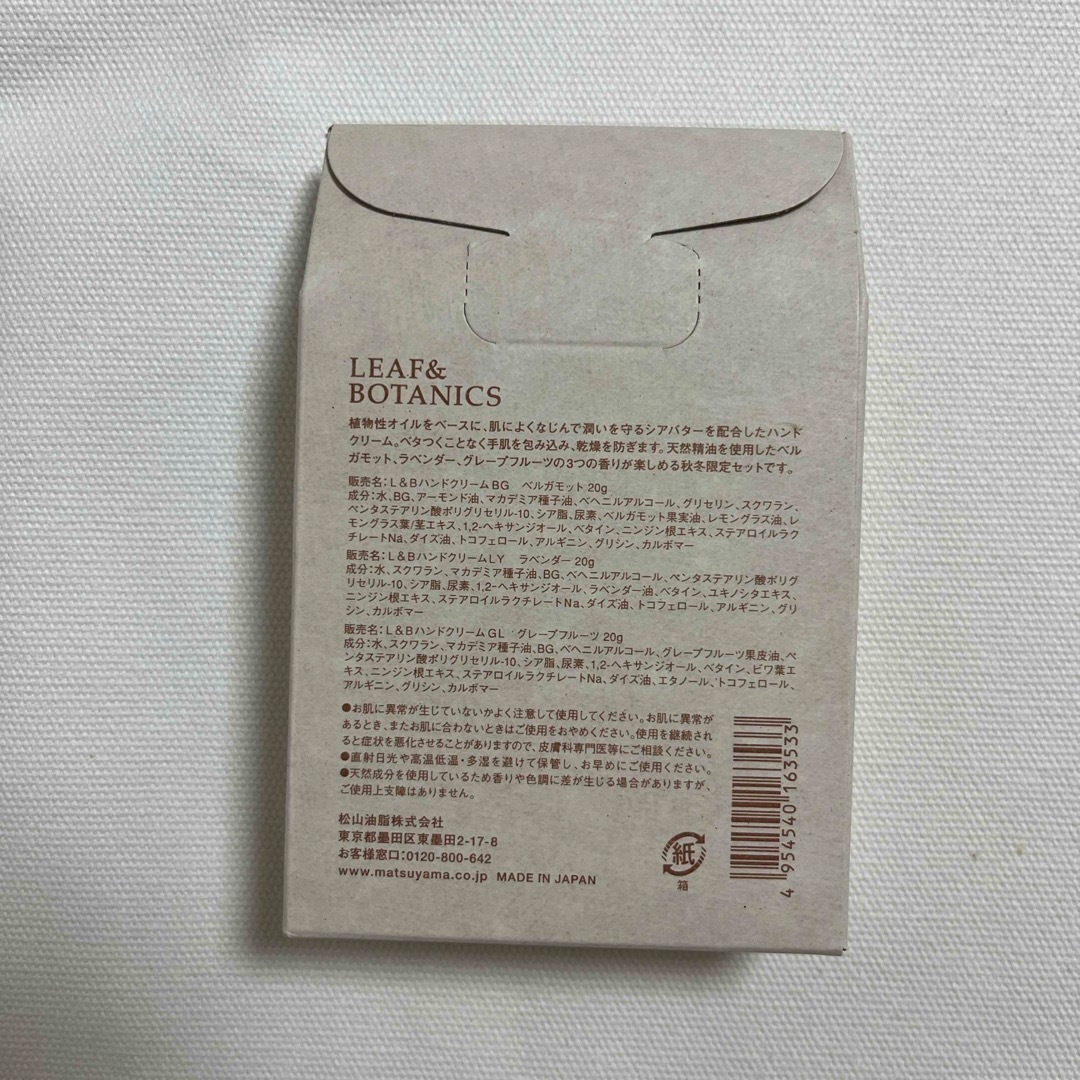 LEAF&
BOTANICS
植物性オイルをベースに、肌によくなじんで潤いを守るシアバターを配合したハンド
クリーム。ベタつくことなく手肌を包み込み、乾燥を防ぎます。天然精油を使用したベル
ガモット、ラベンダー、グレープフルーツの3つの香りが楽しめる秋冬限定セットです。
販売名:L&BハンドクリームBG ベルガモット 20g
成分:水、BG、アーモンド油、マカデミア種子油、ベヘニルアルコール、グリセリン、スクワラン、
ペンタステアリン酸ポリグリセリル-10、シア脂、尿素、ベルガモット果実油、レモングラス油、レ
モングラス葉/茎エキス、1,2-ヘキサンジオール、ベタイン、ニンジン根エキス、ステアロイルラク
チレートNa、ダイズ油、トコフェロール、アルギニン、グリシン、カルボマー
販売名:L&BハンドクリームLY ラベンダー 20g
成分:水、スクワラン、マカデミア種子油、BG、ベヘニルアルコール、ペンタステアリン酸ポリグ
リセリル-10、シア脂、尿素、1,2-ヘキサンジオール、ラベンダー油、ベタイン、ユキノシタエキス、
ニンジン根エキス、ステアロイルラクチレートNa、ダイズ油、トコフェロール、アルギニン、グリ
シン、カルボマー
販売名:L&BハンドクリームGL グレープフルーツ 20g
成分:水、スクワラン、マカデミア種子油、BG、ベヘニルアルコール、グレープフルーツ果皮油、ペ
ンタステアリン酸ポリグリセリル-10、シア脂、尿素、1,2-ヘキサンジオール、ベタイン、ビワ葉エ
キス、ニンジン根エキス、ステアロイルラクチレートNa、ダイズ油、エタノール、トコフェロール、
アルギニン、グリシン、カルボマー
●お肌に異常が生じていないかよく注意して使用してください。お肌に異常が
あるとき、またお肌に合わないときはご使用をおやめください。使用を継続され
ると症状を悪化させることがありますので、皮膚科専門医等にご相談ください。
●直射日光や高温低温・多湿を避けて保管し、お早めにご使用ください。
●天然成分を使用しているため香りや色調に差が生じる場合がありますが、
ご使用上支障はありません。
松山油脂株式会社
東京都墨田区東墨田2-17-8
お客様窓口:0120-800-642
www.matsuyama.co.jp MADE IN JAPAN
紙
箱
4 954540 163533